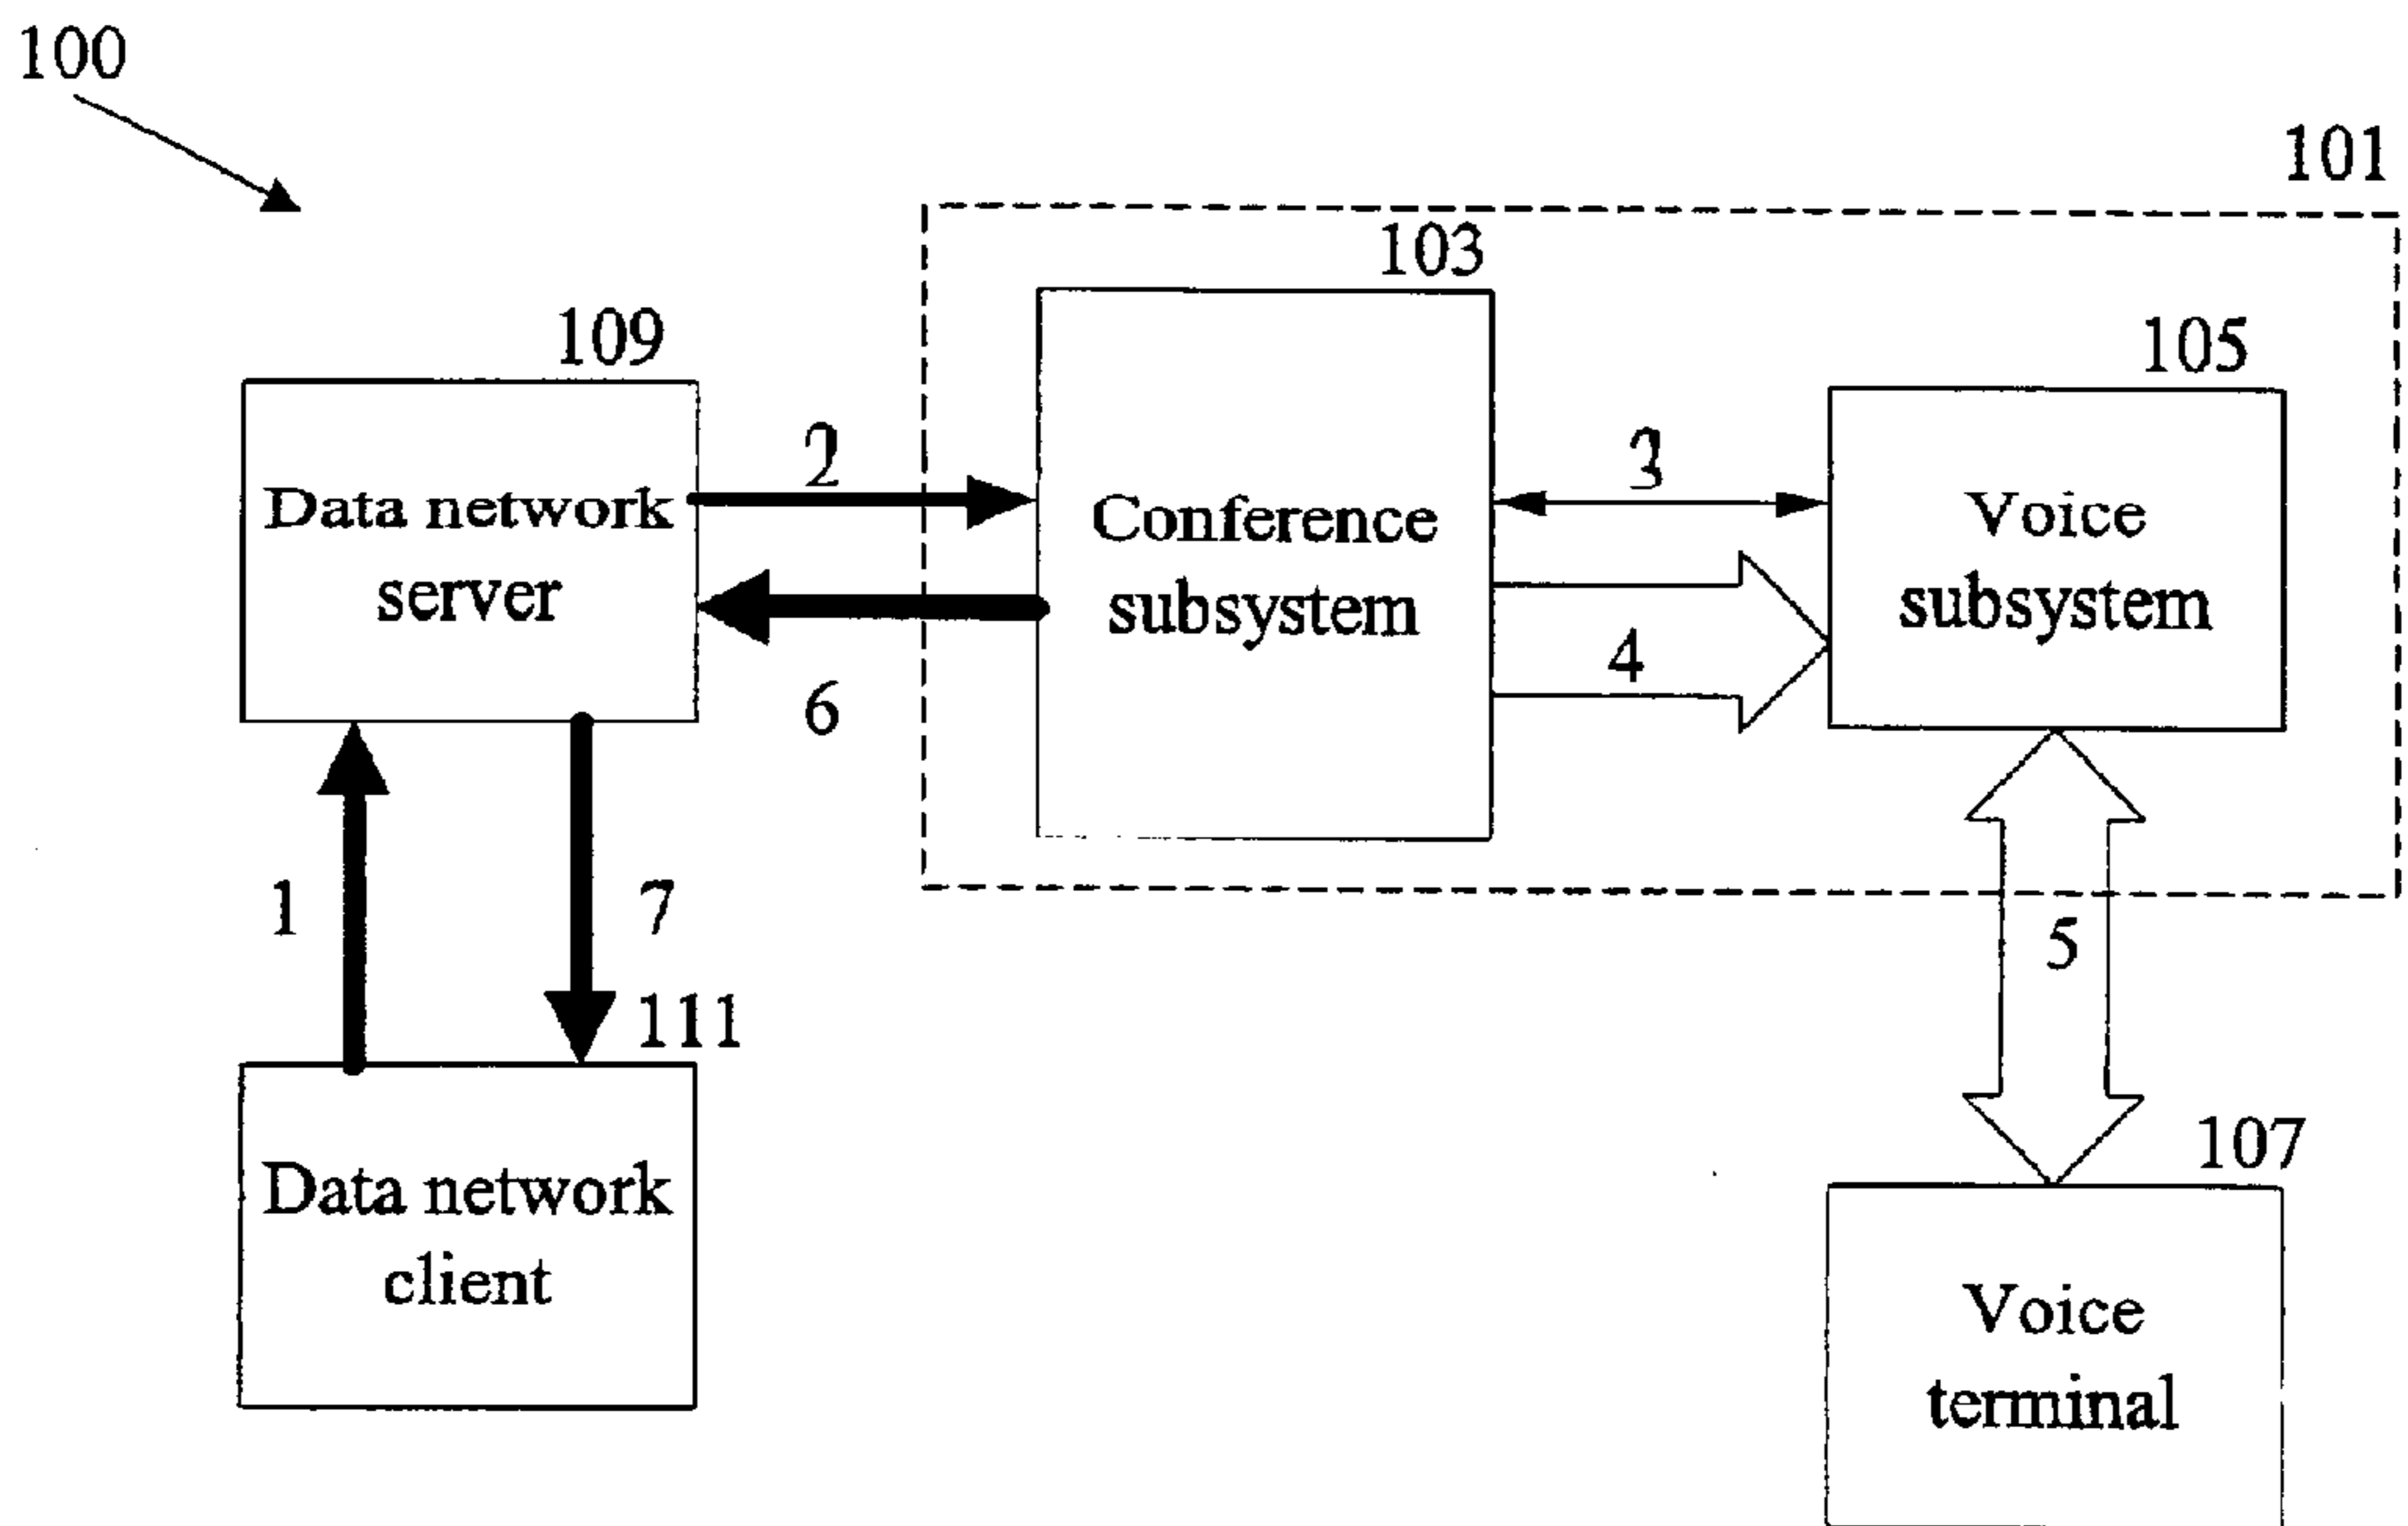 100
101
103
109
105
2
3
Data network
server
Conference
subsystem
Voice
subsystem
4
6
1
7
5
111
107
Data network
client
Voice
terminal